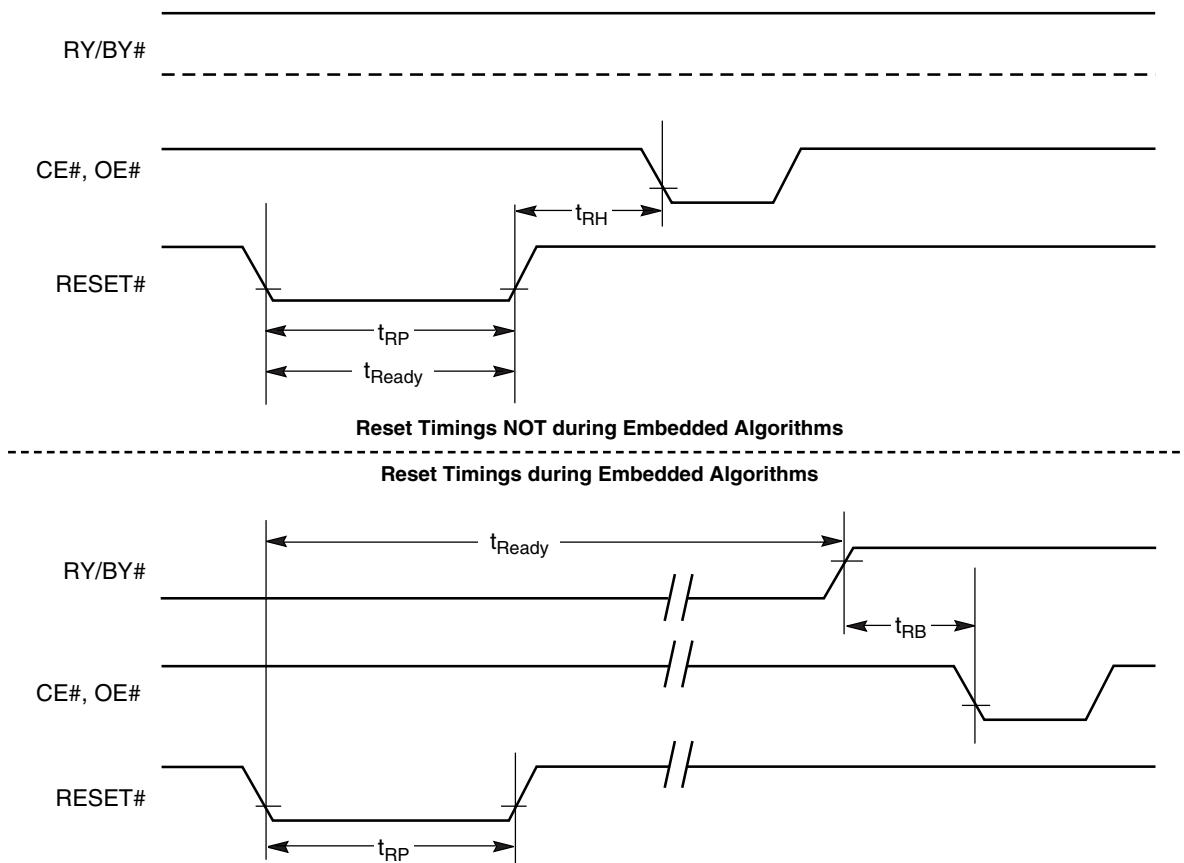 RY/BY#
CE#, OE#
tRH
RESET#
tRP
tReady
Reset Timings NOT during Embedded Algorithms
Reset Timings during Embedded Algorithms
tReady
RY/BY#
tRB
CE#, OE#
RESET#
tRP